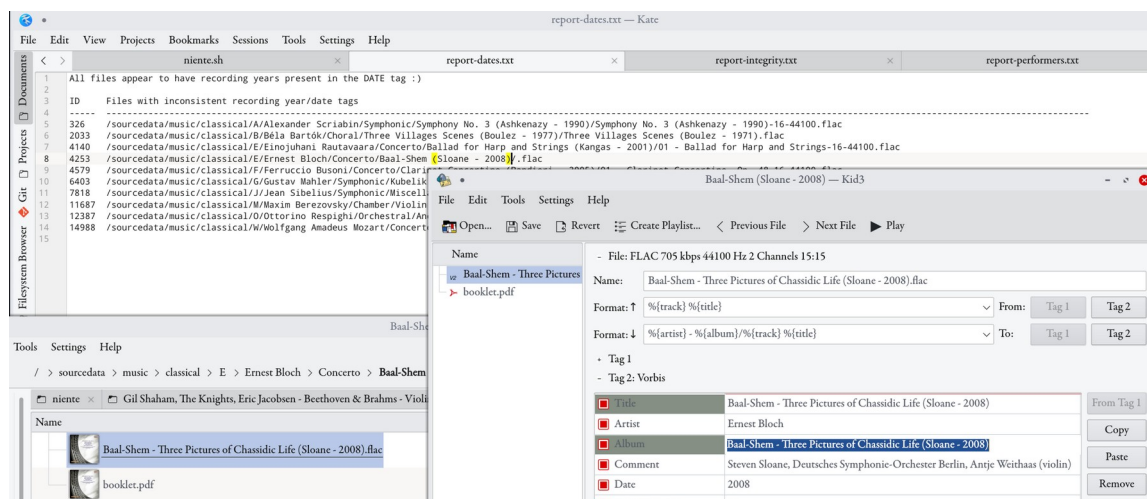 report-dates.txt — Kate
File Edit View Projects Bookmarks Sessions Tools Settings Help
niente.sh × report-dates.txt × report-integrity.txt × report-performers.txt
Documents
Projects
Git
Filesystem Browser
1 All files appear to have recording years present in the DATE tag :)
2
3 ID Files with inconsistent recording year/date tags
4 ----- --------------------------------------------------
5 326 /sourcedata/music/classical/A/Alexander Scriabin/Symphonic/Symphony No. 3 (Ashkenazy - 1990)/Symphony No. 3 (Ashkenazy - 1990)-16-44100.flac
6 2033 /sourcedata/music/classical/B/Béla Bartók/Choral/Three Villages Scenes (Boulez - 1977)/Three Villages Scenes (Boulez - 1971).flac
7 4140 /sourcedata/music/classical/E/Einojuhani Rautavaara/Concerto/Ballad for Harp and Strings (Kangas - 2001)/01 - Ballad for Harp and Strings-16-44100.flac
8 4253 /sourcedata/music/classical/E/Ernest Bloch/Concerto/Baal-Shem (Sloane - 2008)/.flac
9 4579 /sourcedata/music/classical/F/Ferruccio Busoni/Concerto/Clarinet
10 6403 /sourcedata/music/classical/G/Gustav Mahler/Symphonic/Kubelik
11 7818 /sourcedata/music/classical/J/Jean Sibelius/Symphonic/Miscell
12 11687 /sourcedata/music/classical/M/Maxim Berezovsky/Chamber/Violin
13 12387 /sourcedata/music/classical/O/Ottorino Respighi/Orchestral/An
14 14988 /sourcedata/music/classical/W/Wolfgang Amadeus Mozart/Concert
15
Baal-Shem (Sloane - 2008) — Kid3
File Edit Tools Settings Help
Open... Save Revert Create Playlist... Previous File Next File Play
Name
Baal-Shem - Three Pictures
booklet.pdf
- File: FLAC 705 kbps 44100 Hz 2 Channels 15:15
Name: Baal-Shem - Three Pictures of Chassidic Life (Sloane - 2008).flac
Format: ↑ %{track} %{title} From: Tag 1 Tag 2
Format: ↓ %{artist} - %{album}/%{track} %{title} To: Tag 1 Tag 2
+ Tag 1
- Tag 2: Vorbis
Title Baal-Shem - Three Pictures of Chassidic Life (Sloane - 2008) From Tag 1
Artist Ernest Bloch
Copy
Album Baal-Shem - Three Pictures of Chassidic Life (Sloane - 2008)
Comment Steven Sloane, Deutsches Symphonie-Orchester Berlin, Antje Weithaas (violin) Paste
Date 2008 Remove
Baal-She
Tools Settings Help
/ > sourcedata > music > classical > E > Ernest Bloch > Concerto > Baal-Shem
niente × Gil Shaham, The Knights, Eric Jacobsen - Beethoven & Brahms - Violi
Name
Baal-Shem - Three Pictures of Chassidic Life (Sloane - 2008).flac
booklet.pdf